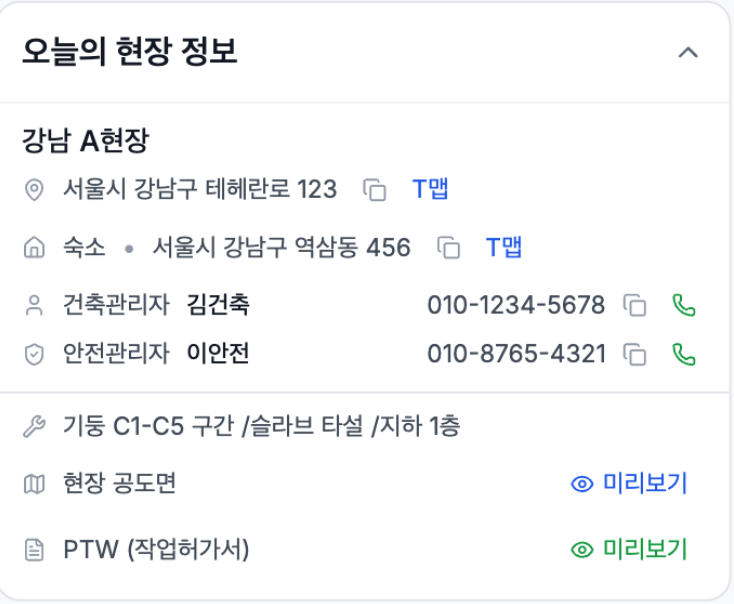 오늘의 현장 정보
강남 A현장
서울시 강남구 테헤란로 123 T맵
숙소 • 서울시 강남구 역삼동 456 T맵
건축관리자 김건축 010-1234-5678
안전관리자 이안전 010-8765-4321
기둥 C1-C5 구간 /슬라브 타설 /지하 1층
현장 공도면 미리보기
PTW (작업허가서) 미리보기